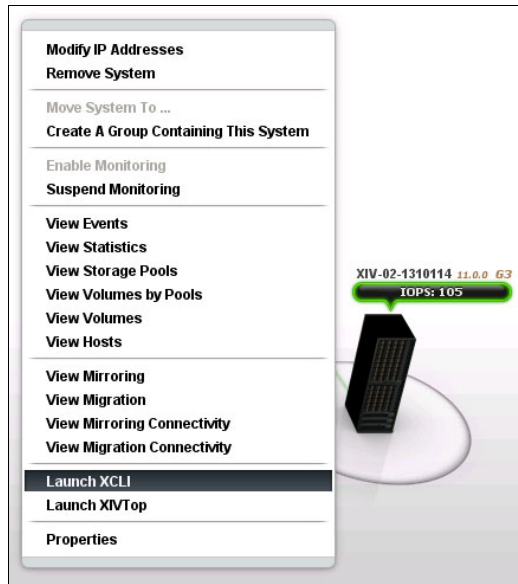 Modify IP Addresses
Remove System
Move System To ...
Create A Group Containing This System
Enable Monitoring
Suspend Monitoring
View Events
View Statistics
View Storage Pools
View Volumes by Pools
View Volumes
View Hosts
View Mirroring
View Migration
View Mirroring Connectivity
View Migration Connectivity
Launch XCLI
Launch XIVTop
Properties
XIV-02-1310114 11.0.0 G3
IOPS: 105